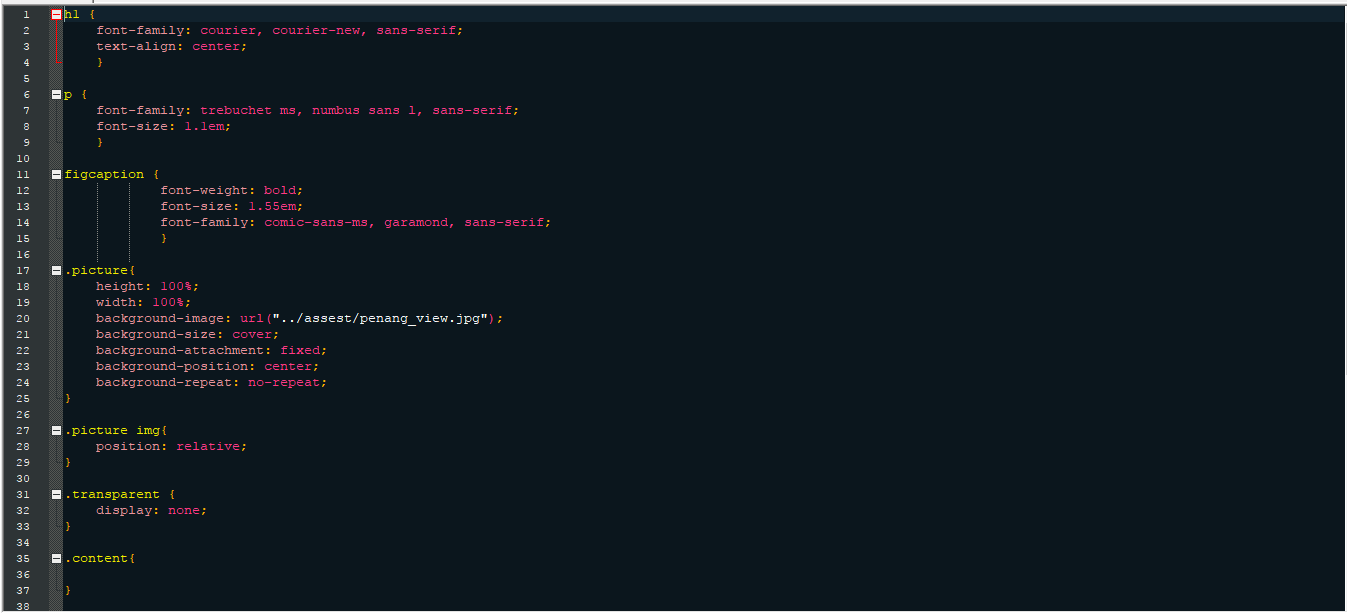 1 h1 {
2 font-family: courier, courier-new, sans-serif;
3 text-align: center;
4 }
5
6 p {
7 font-family: trebuchet ms, numbus sans l, sans-serif;
8 font-size: 1.1em;
9 }
10
11 figcaption {
12 font-weight: bold;
13 font-size: 1.55em;
14 font-family: comic-sans-ms, garamond, sans-serif;
15 }
16
17 .picture{
18 height: 100%;
19 width: 100%;
20 background-image: url("../assest/penang_view.jpg");
21 background-size: cover;
22 background-attachment: fixed;
23 background-position: center;
24 background-repeat: no-repeat;
25 }
26
27 .picture img{
28 position: relative;
29 }
30
31 .transparent {
32 display: none;
33 }
34
35 .content{
36
37 }
38